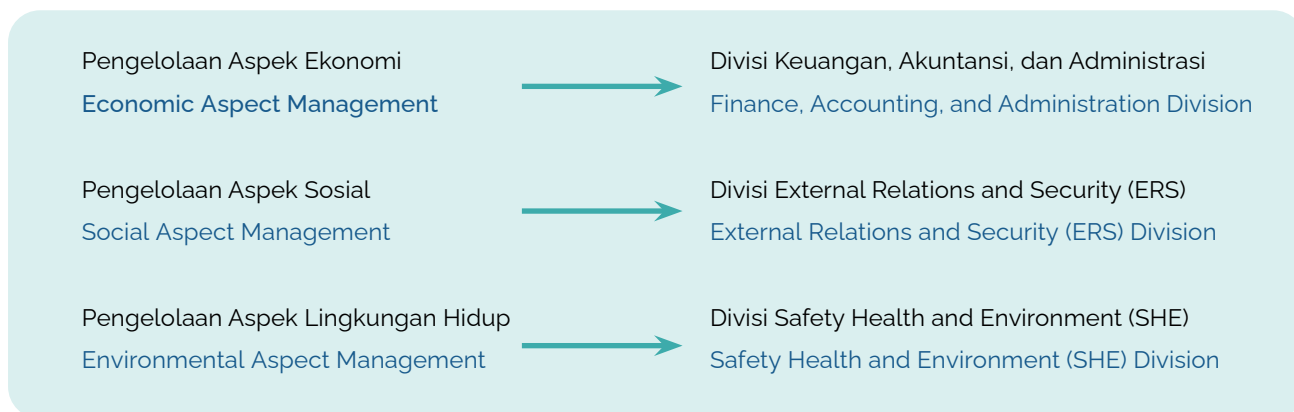 Pengelolaan Aspek Ekonomi
Economic Aspect Management
Divisi Keuangan, Akuntansi, dan Administrasi
Finance, Accounting, and Administration Division
Pengelolaan Aspek Sosial
Social Aspect Management
Divisi External Relations and Security (ERS)
External Relations and Security (ERS) Division
Pengelolaan Aspek Lingkungan Hidup
Environmental Aspect Management
Divisi Safety Health and Environment (SHE)
Safety Health and Environment (SHE) Division